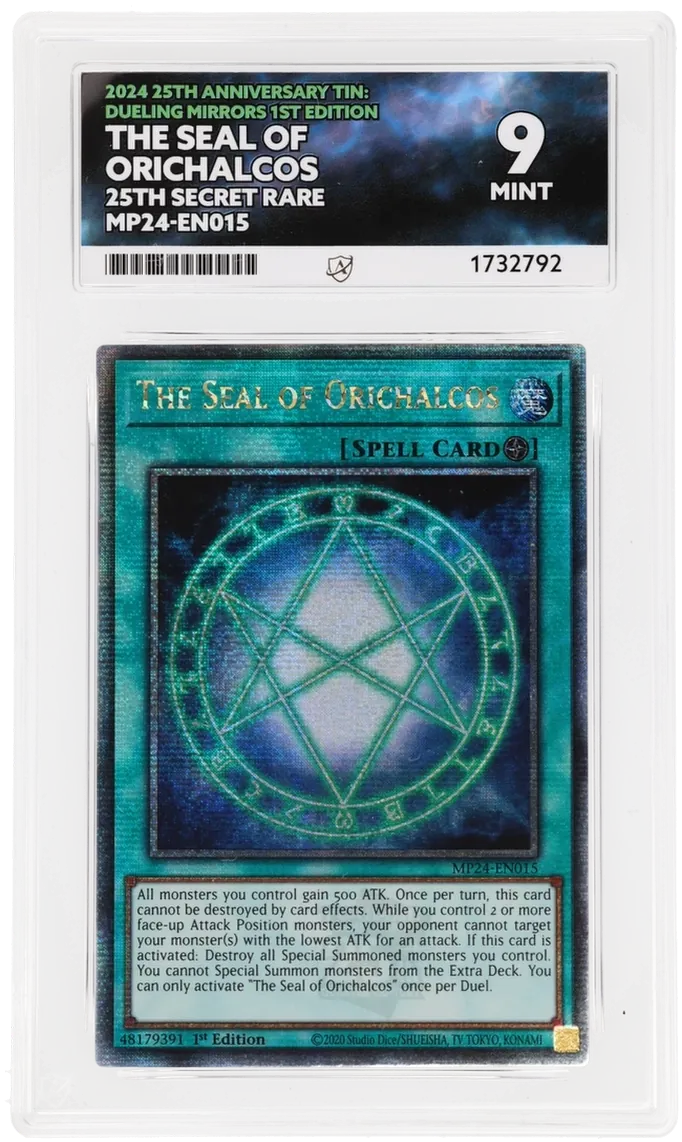 2024 25TH ANNIVERSARY TIN:
DUELING MIRRORS 1ST EDITION
THE SEAL OF
ORICHALCOS
25TH SECRET RARE
MP24-EN015
9
MINT
1732792
THE SEAL OF ORICHALCOS 魔
[SPELL CARD]
MP24-EN015
All monsters you control gain 500 ATK. Once per turn, this card
cannot be destroyed by card effects. While you control 2 or more
face-up Attack Position monsters, your opponent cannot target
your monster(s) with the lowest ATK for an attack. If this card is
activated: Destroy all Special Summoned monsters you control.
You cannot Special Summon monsters from the Extra Deck. You
can only activate "The Seal of Orichalcos" once per Duel.
48179391 1st Edition ©2020 Studio Dice/SHUEISHA, TV TOKYO, KONAMI